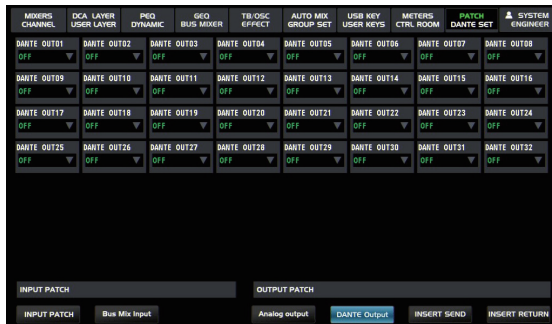 MIXERS DCA LAYER PEQ GEQ TB/OSC AUTO MIX USB KEY METERS PATCH SYSTEM
CHANNEL USER LAYER DYNAMIC BUS MIXER EFFECT GROUP SET USER KEYS CTRL ROOM DANTE SET ENGINEER
DANTE OUT01 DANTE OUT02 DANTE OUT03 DANTE OUT04 DANTE OUT05 DANTE OUT06 DANTE OUT07 DANTE OUT08
OFF OFF OFF OFF OFF OFF OFF OFF
DANTE OUT09 DANTE OUT10 DANTE OUT11 DANTE OUT12 DANTE OUT13 DANTE OUT14 DANTE OUT15 DANTE OUT16
OFF OFF OFF OFF OFF OFF OFF OFF
DANTE OUT17 DANTE OUT18 DANTE OUT19 DANTE OUT20 DANTE OUT21 DANTE OUT22 DANTE OUT23 DANTE OUT24
OFF OFF OFF OFF OFF OFF OFF OFF
DANTE OUT25 DANTE OUT26 DANTE OUT27 DANTE OUT28 DANTE OUT29 DANTE OUT30 DANTE OUT31 DANTE OUT32
OFF OFF OFF OFF OFF OFF OFF OFF
INPUT PATCH OUTPUT PATCH
INPUT PATCH Bus Mix Input Analog output DANTE Output INSERT SEND INSERT RETURN